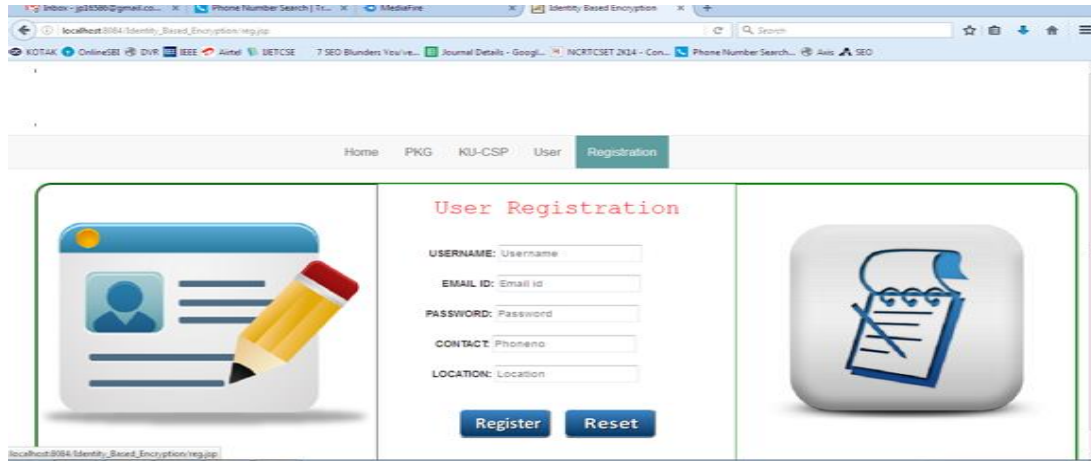 Inbox - jp16586@gmail.co... × Phone Number Search | Tr... × MediaFire × Identity Based Encryption × +
localhost:8084/Identity_Based_Encryption/reg.jsp Search
KOTAK OnlineSBI DVR IEEE Airtel IJETCSE 7 SEO Blunders You've... Journal Details - Googl... NCRTCSET 2K14 - Con... Phone Number Search... Axis SEO
Home PKG KU-CSP User Registration
User Registration
USERNAME: Username
EMAIL ID: Email id
PASSWORD: Password
CONTACT: Phoneno
LOCATION: Location
Register Reset
localhost:8084/Identity_Based_Encryption/reg.jsp